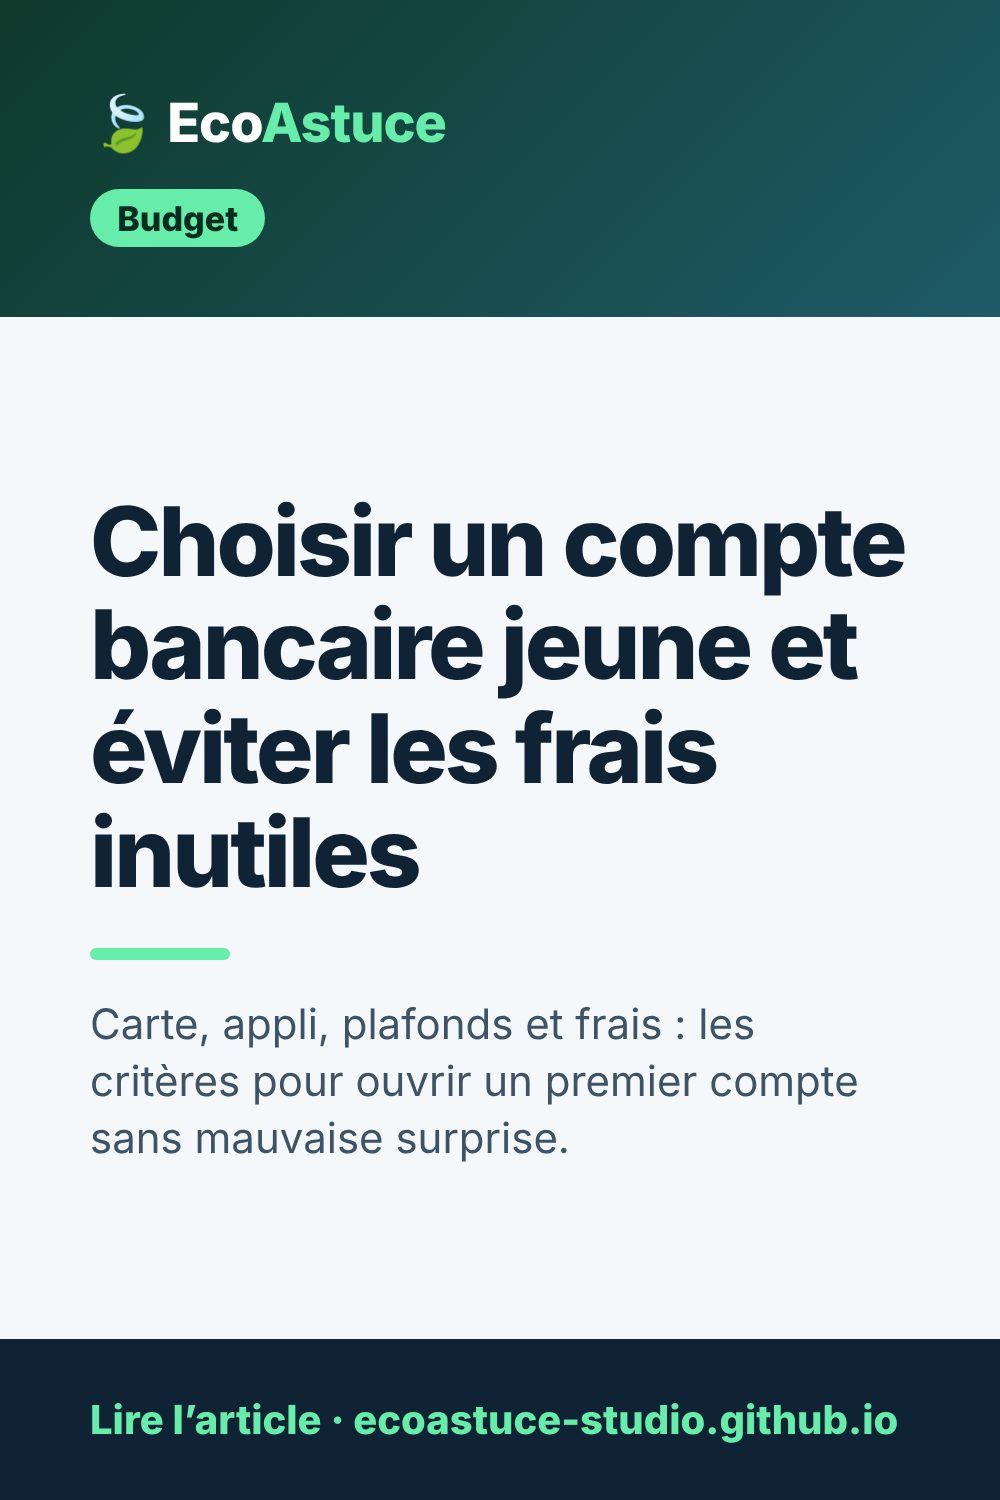 EcoAstuce
Budget
Choisir un compte
bancaire jeune et
éviter les frais
inutiles
Carte, appli, plafonds et frais : les
critères pour ouvrir un premier compte
sans mauvaise surprise.
Lire l’article · ecoastuce-studio.github.io